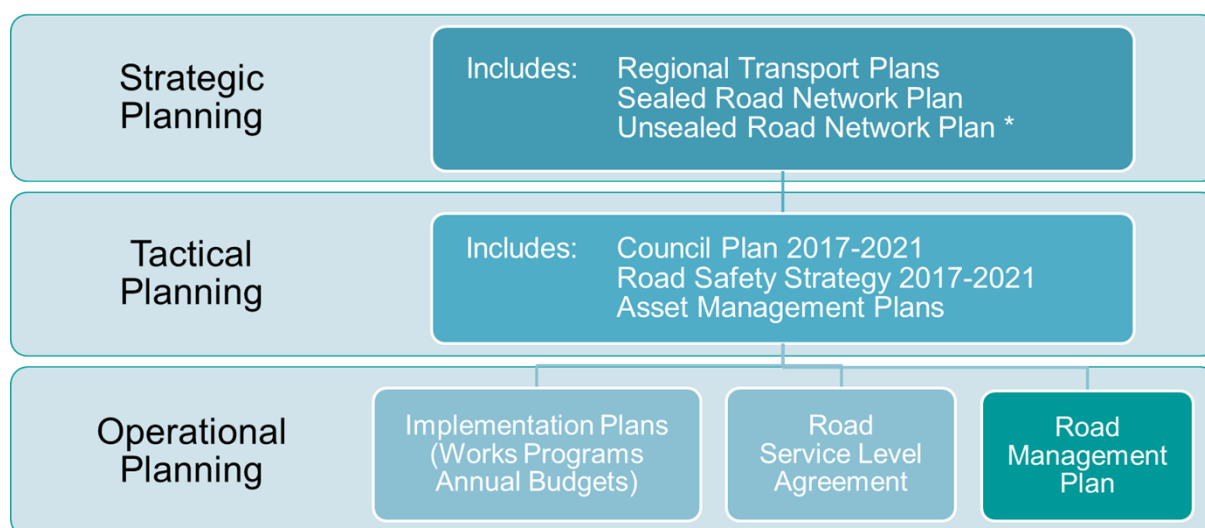 Strategic
Planning
Includes: Regional Transport Plans
Sealed Road Network Plan
Unsealed Road Network Plan *
Tactical
Planning
Includes: Council Plan 2017-2021
Road Safety Strategy 2017-2021
Asset Management Plans
Operational
Planning
Implementation Plans
(Works Programs
Annual Budgets)
Road
Service Level
Agreement
Road
Management
Plan